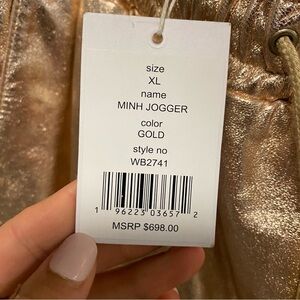 size
XL
name
MINH JOGGER
color
GOLD
style no
WB2741
1 96223 03657 2
MSRP $698.00